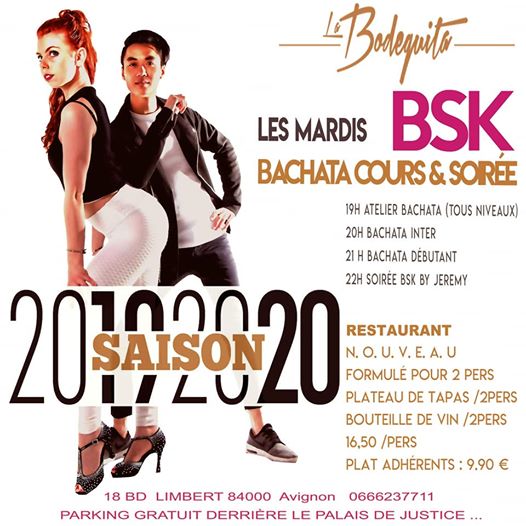 La Bodeguita
LES MARDIS BSK
BACHATA COURS & SOIRÉE
19H ATELIER BACHATA (TOUS NIVEAUX)
20H BACHATA INTER
21 H BACHATA DÉBUTANT
22H SOIRÉE BSK BY JEREMY
20192020
SAISON
RESTAURANT
N. O. U. V. E. A. U
FORMULÉ POUR 2 PERS
PLATEAU DE TAPAS /2PERS
BOUTEILLE DE VIN /2PERS
16,50 /PERS
PLAT ADHÉRENTS : 9.90 €
18 BD LIMBERT 84000 Avignon 0666237711
PARKING GRATUIT DERRIÈRE LE PALAIS DE JUSTICE ...